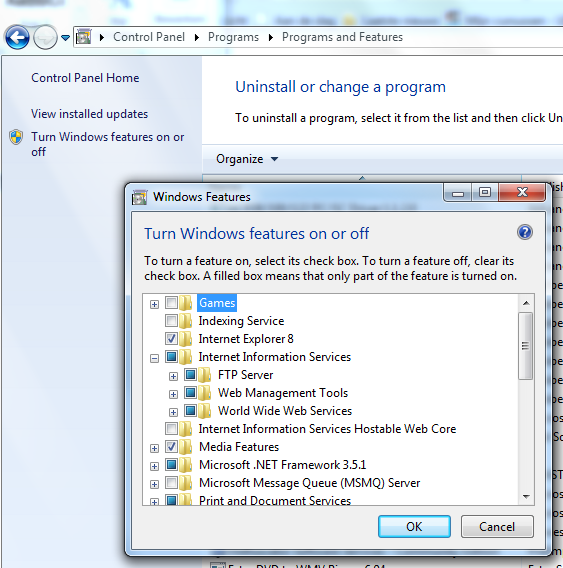 Control Panel Programs Programs and Features
Control Panel Home
View installed updates
Turn Windows features on or
off
Uninstall or change a program
To uninstall a program, select it from the list and then click Un
Organize
Windows Features
Turn Windows features on or off
To turn a feature on, select its check box. To turn a feature off, clear its
check box. A filled box means that only part of the feature is turned on.
Games
Indexing Service
Internet Explorer 8
Internet Information Services
FTP Server
Web Management Tools
World Wide Web Services
Internet Information Services Hostable Web Core
Media Features
Microsoft .NET Framework 3.5.1
Microsoft Message Queue (MSMQ) Server
Print and Document Services
OK Cancel